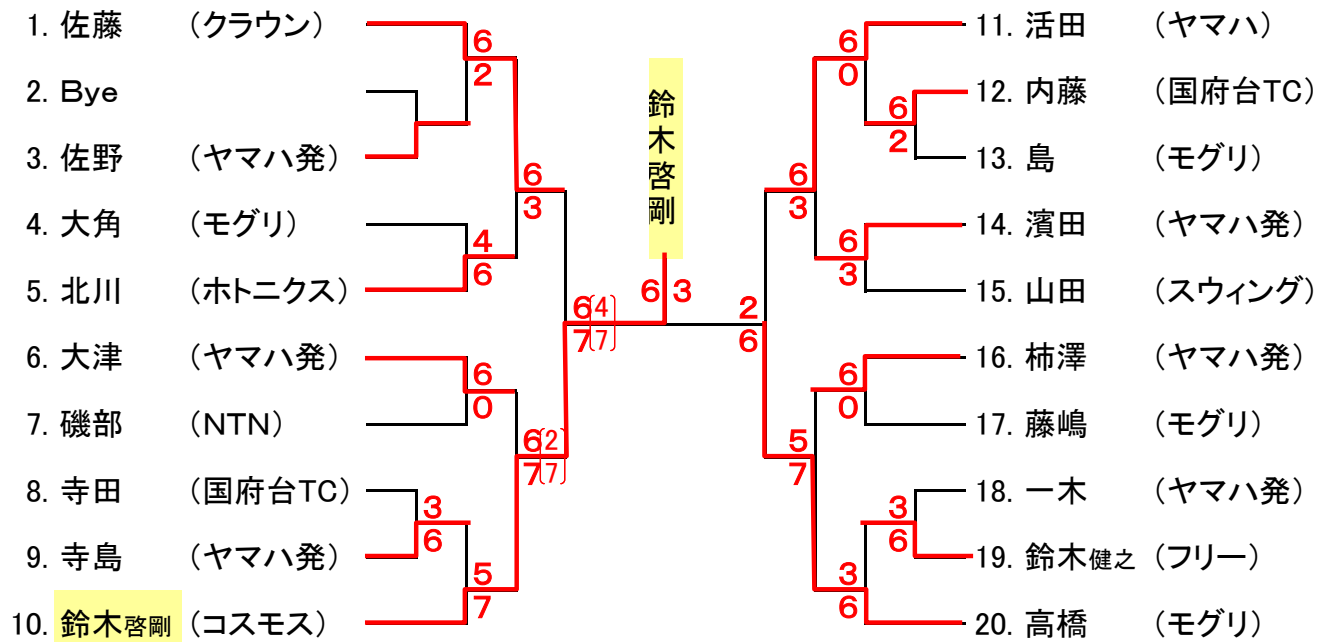 1. 佐藤 (クラウン)
2. Bye
3. 佐野 (ヤマハ発)
4. 大角 (モグリ)
5. 北川 (ホトニクス)
6. 大津 (ヤマハ発)
7. 磯部 (NTN)
8. 寺田 (国府台TC)
9. 寺島 (ヤマハ発)
10. 鈴木啓剛 (コスモス)
6
2
4
6
6
0
3
6
5
7
6
3
6(2)
7(7)
6(4)
7(7)
鈴木啓剛
6 3
2
6
6
3
5
7
6
0
6
2
6
3
6
0
3
6
3
6
11. 活田 (ヤマハ)
12. 内藤 (国府台TC)
13. 島 (モグリ)
14. 濱田 (ヤマハ発)
15. 山田 (スウィング)
16. 柿澤 (ヤマハ発)
17. 藤嶋 (モグリ)
18. 一木 (ヤマハ発)
19. 鈴木健之 (フリー)
20. 高橋 (モグリ)